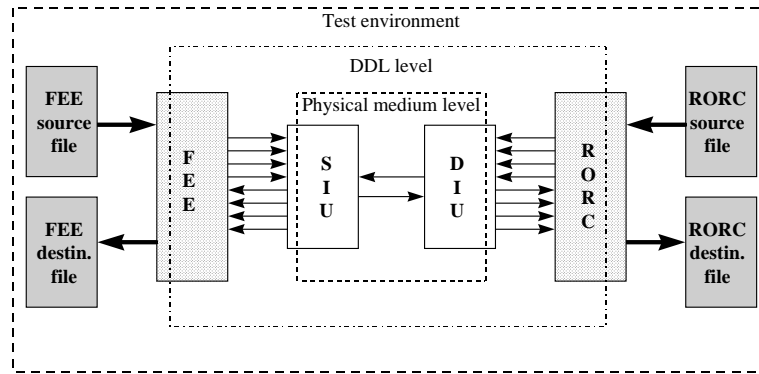 Test environment
DDL level
Physical medium level
FEE
source
file
FEE
destin.
file
F
E
E
S
I
U
D
I
U
R
O
R
C
RORC
source
file
RORC
destin.
file